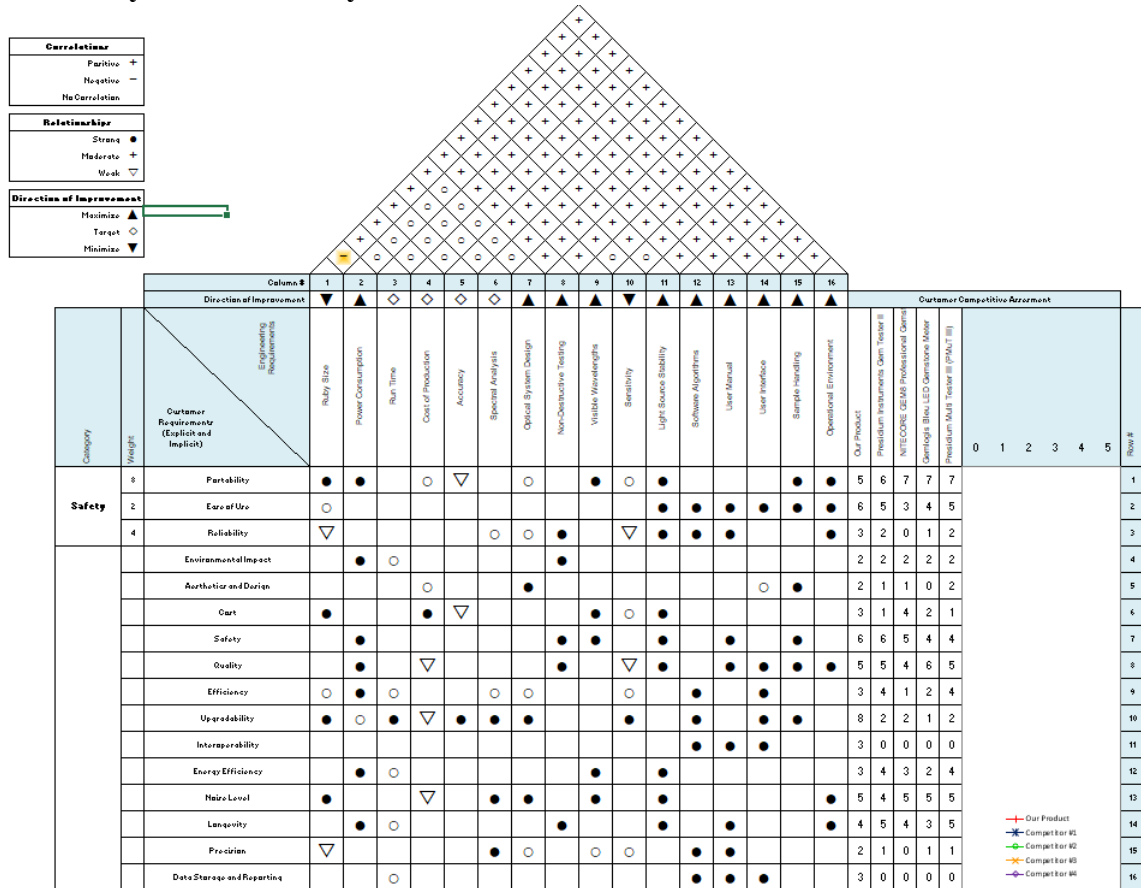 Correlations
Positive +
Negative −
No Correlation
Relationships
Strong ●
Moderate +
Weak ▽
Direction of Improvement
Maximize ▲
Target ◇
Minimize ▼
Column # 1 2 3 4 5 6 7 8 9 10 11 12 13 14 15 16
Direction of Improvement ▼ ▲ ◇ ◇ ◇ ◇ ▲ ▲ ▲ ▼ ▲ ▲ ▲ ▲ ▲ ▲
Customer Competitive Assessment
Category
Weight
Customer
Requirements
(Explicit and
Implicit)
Engineering
Requirements
Ruby Size
Power Consumption
Run Time
Cost of Production
Accuracy
Spectral Analysis
Optical System Design
Non-Destructive Testing
Visible Wavelengths
Sensitvity
Light Source Stability
Software Algorithms
User Manual
User Interface
Sample Handling
Operational Environment
Our Product
Presidium Instruments Gem Tester II
NITECORE GEM8 Professional Gems
Gemlogis Bleu LED Gemstone Meter
Presidium Multi Tester III (PMuT III)
0 1 2 3 4 5
Row #
8 Portability ● ● ○ ▽ ○ ● ○ ● ● ● 5 6 7 7 7 1
Safety 2 Ease of Use ○ ● ● ● ● ● ● 6 5 3 4 5 2
4 Reliability ▽ ○ ○ ● ▽ ● ● ● ● 3 2 0 1 2 3
Environmental Impact ● ○ ● 2 2 2 2 2 4
Aesthetics and Design ○ ● ○ ● 2 1 1 0 2 5
Cost ● ● ▽ ● ○ ● 3 1 4 2 1 6
Safety ● ● ● ● ● ● 6 6 5 4 4 7
Quality ● ▽ ● ▽ ● ● ● ● ● 5 5 4 6 5 8
Efficiency ○ ● ○ ○ ○ ○ ● ● 3 4 1 2 4 9
Upgradability ● ○ ● ▽ ● ● ● ● ● ● ● 8 2 2 1 2 10
Interoperability ● ● ● 3 0 0 0 0 11
Energy Efficiency ● ○ ● ● 3 4 3 2 4 12
Noise Level ● ▽ ● ● ● ● ● 5 4 5 5 5 13
Longevity ● ○ ● ● ● ● 4 5 4 3 5 14
Precision ▽ ● ○ ○ ○ ● ● 2 1 0 1 1 15
Data Storage and Reporting ○ ● ● ● 3 0 0 0 0 16
Our Product
Competitor #1
Competitor #2
Competitor #3
Competitor #4